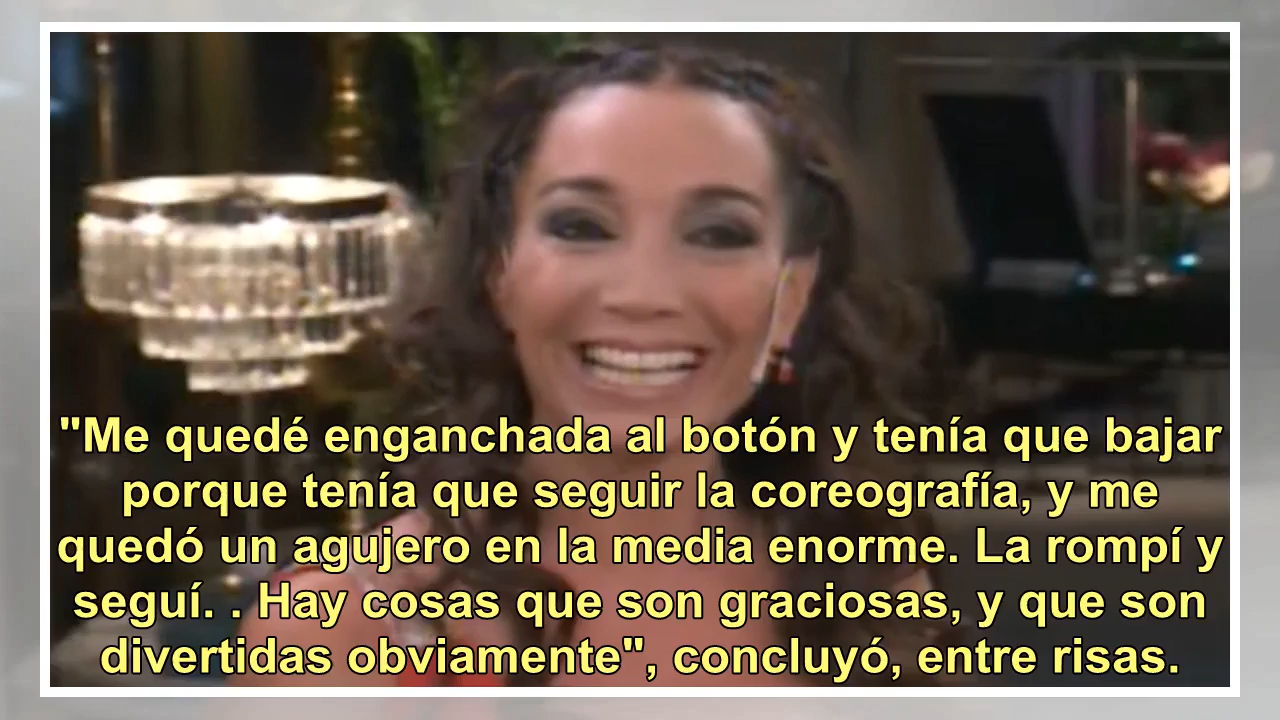 "Me quedé enganchada al botón y tenía que bajar
porque tenía que seguir la coreografía, y me
quedó un agujero en la media enorme. La rompí y
seguí. . Hay cosas que son graciosas, y que son
divertidas obviamente", concluyó, entre risas.